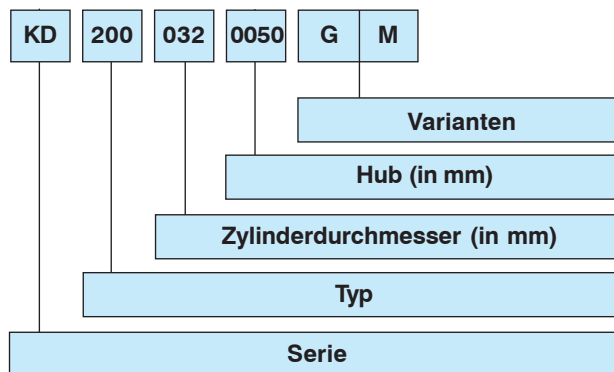 KD 200 032 0050 G M
Varianten
Hub (in mm)
Zylinderdurchmesser (in mm)
Typ
Serie